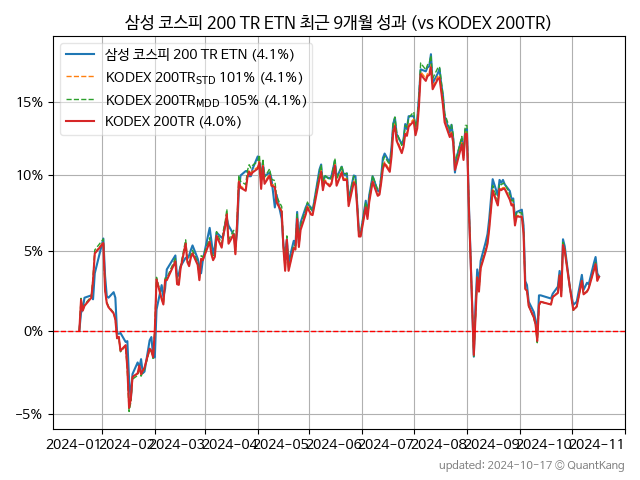 삼성 코스피 200 TR ETN 최근 9개월 성과 (vs KODEX 200TR)
삼성 코스피 200 TR ETN (4.1%)
KODEX 200TRSTD 101% (4.1%)
KODEX 200TRMDD 105% (4.1%)
KODEX 200TR (4.0%)
15%
10%
5%
0%
−5%
2024-01 2024-02 2024-03 2024-04 2024-05 2024-06 2024-07 2024-08 2024-09 2024-10 2024-11
updated: 2024-10-17 © QuantKang